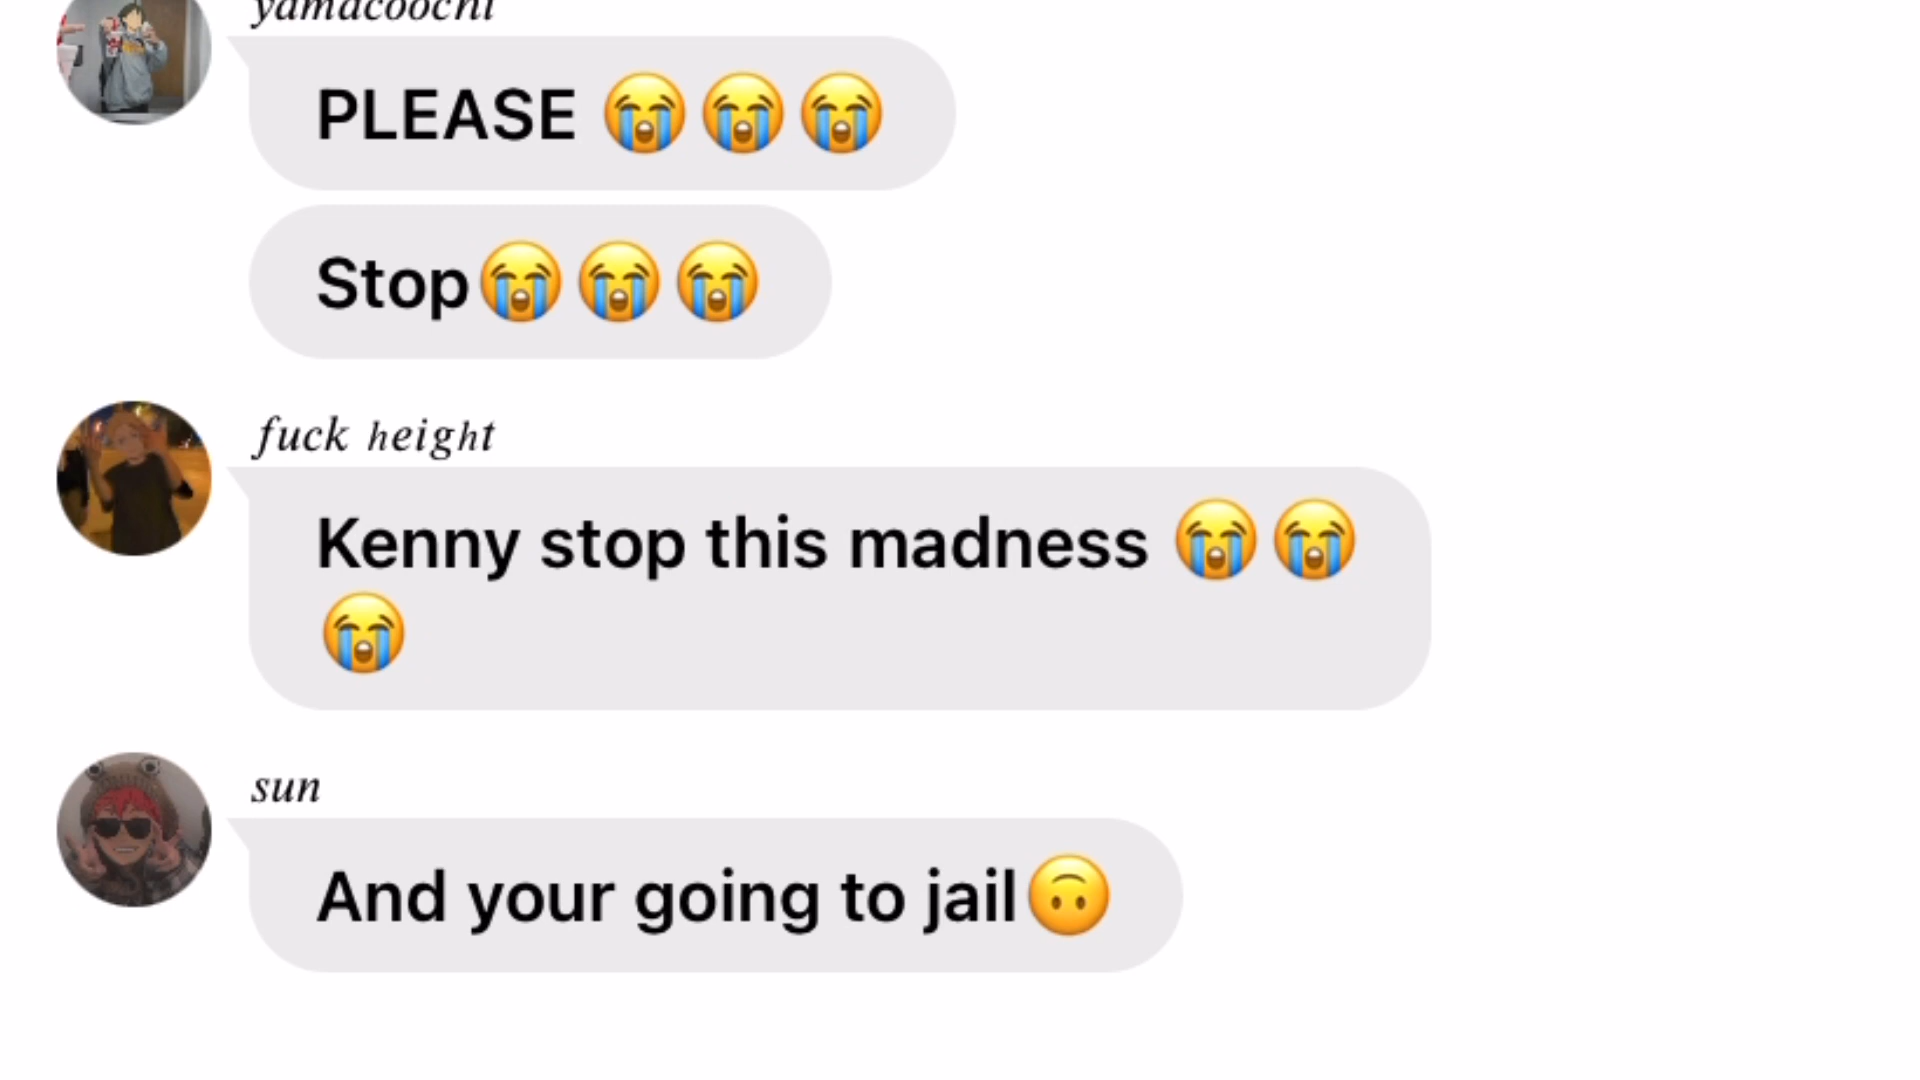 yamacoochi
PLEASE 😭😭😭
Stop😭😭😭
fuck height
Kenny stop this madness 😭😭
😭
sun
And your going to jail🙃